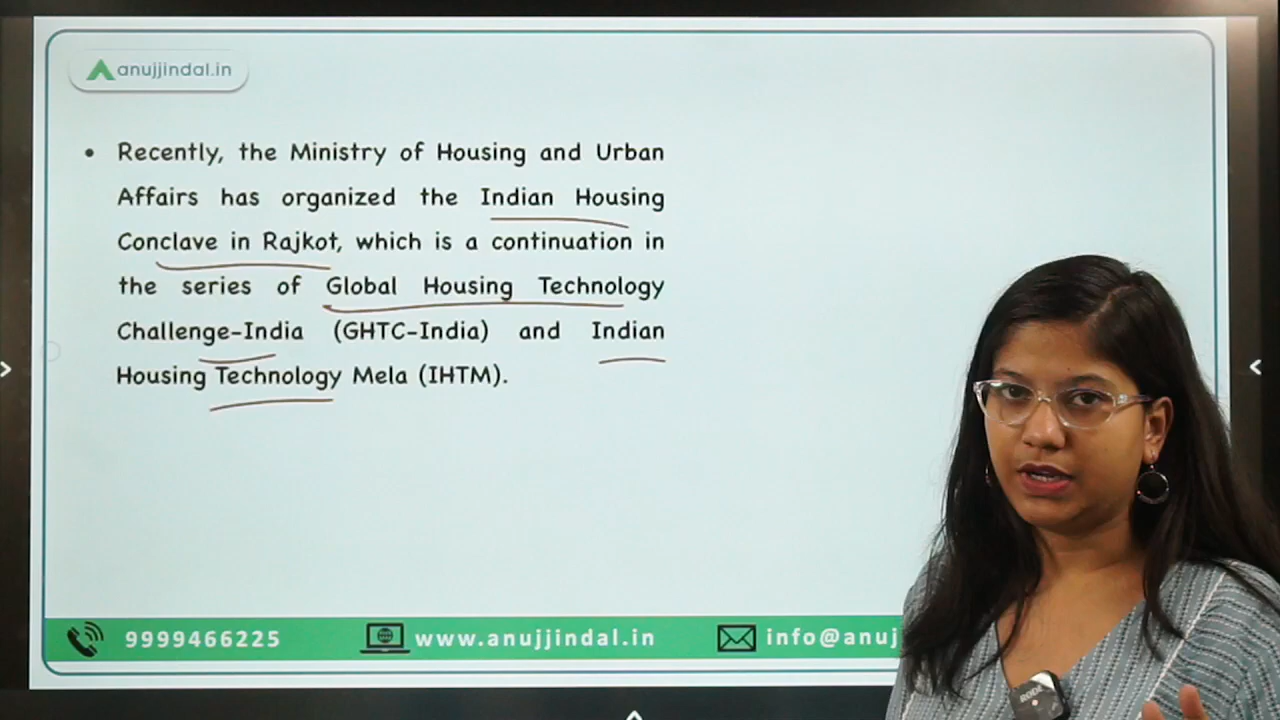 anujjindal.in
• Recently, the Ministry of Housing and Urban
Affairs has organized the Indian Housing
Conclave in Rajkot, which is a continuation in
the series of Global Housing Technology
Challenge-India (GHTC-India) and Indian
Housing Technology Mela (IHTM).
9999466225 www.anujjindal.in info@anuj
RODE